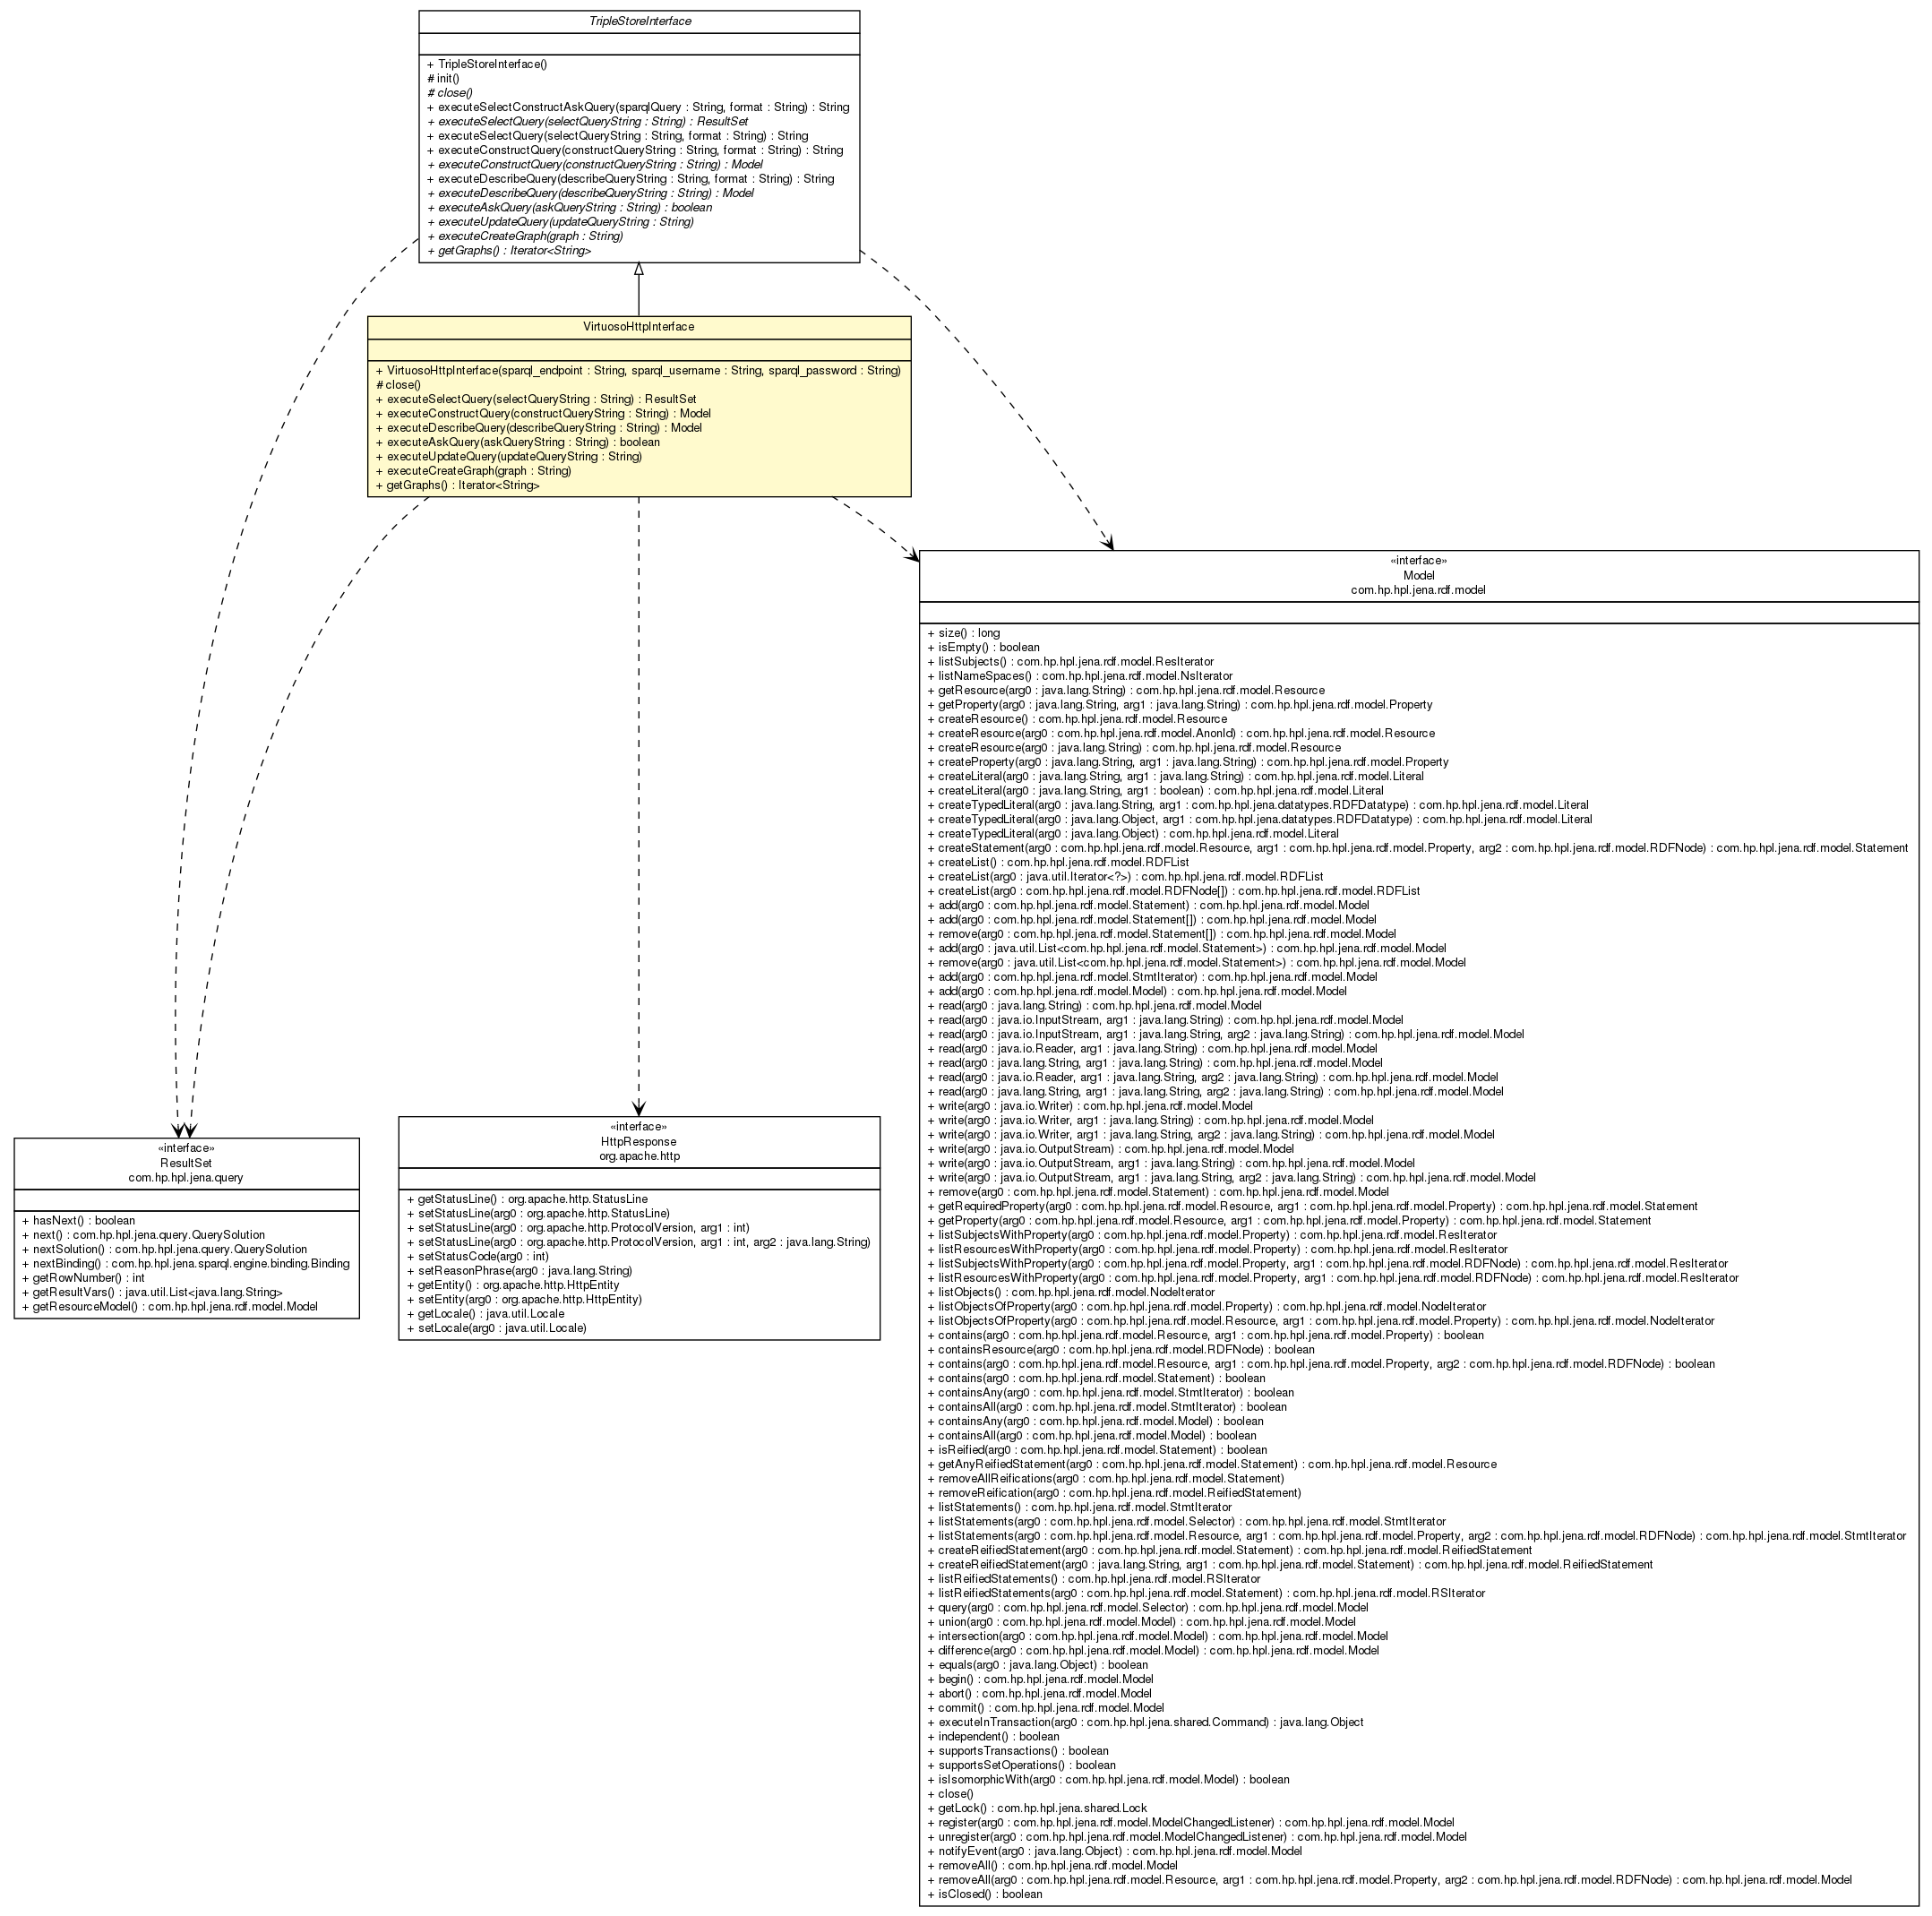 TripleStoreInterface
+ TripleStoreInterface()
# init()
# close()
+ executeSelectConstructAskQuery(sparqlQuery : String, format : String) : String
+ executeSelectQuery(selectQueryString : String) : ResultSet
+ executeSelectQuery(selectQueryString : String, format : String) : String
+ executeConstructQuery(constructQueryString : String, format : String) : String
+ executeConstructQuery(constructQueryString : String) : Model
+ executeDescribeQuery(describeQueryString : String, format : String) : String
+ executeDescribeQuery(describeQueryString : String) : Model
+ executeAskQuery(askQueryString : String) : boolean
+ executeUpdateQuery(updateQueryString : String)
+ executeCreateGraph(graph : String)
+ getGraphs() : Iterator<String>
VirtuosoHttpInterface
+ VirtuosoHttpInterface(sparql_endpoint : String, sparql_username : String, sparql_password : String)
# close()
+ executeSelectQuery(selectQueryString : String) : ResultSet
+ executeConstructQuery(constructQueryString : String) : Model
+ executeDescribeQuery(describeQueryString : String) : Model
+ executeAskQuery(askQueryString : String) : boolean
+ executeUpdateQuery(updateQueryString : String)
+ executeCreateGraph(graph : String)
+ getGraphs() : Iterator<String>
«interface»
ResultSet
com.hp.hpl.jena.query
+ hasNext() : boolean
+ next() : com.hp.hpl.jena.query.QuerySolution
+ nextSolution() : com.hp.hpl.jena.query.QuerySolution
+ nextBinding() : com.hp.hpl.jena.sparql.engine.binding.Binding
+ getRowNumber() : int
+ getResultVars() : java.util.List<java.lang.String>
+ getResourceModel() : com.hp.hpl.jena.rdf.model.Model
«interface»
HttpResponse
org.apache.http
+ getStatusLine() : org.apache.http.StatusLine
+ setStatusLine(arg0 : org.apache.http.StatusLine)
+ setStatusLine(arg0 : org.apache.http.ProtocolVersion, arg1 : int)
+ setStatusLine(arg0 : org.apache.http.ProtocolVersion, arg1 : int, arg2 : java.lang.String)
+ setStatusCode(arg0 : int)
+ setReasonPhrase(arg0 : java.lang.String)
+ getEntity() : org.apache.http.HttpEntity
+ setEntity(arg0 : org.apache.http.HttpEntity)
+ getLocale() : java.util.Locale
+ setLocale(arg0 : java.util.Locale)
«interface»
Model
com.hp.hpl.jena.rdf.model
+ size() : long
+ isEmpty() : boolean
+ listSubjects() : com.hp.hpl.jena.rdf.model.ResIterator
+ listNameSpaces() : com.hp.hpl.jena.rdf.model.NsIterator
+ getResource(arg0 : java.lang.String) : com.hp.hpl.jena.rdf.model.Resource
+ getProperty(arg0 : java.lang.String, arg1 : java.lang.String) : com.hp.hpl.jena.rdf.model.Property
+ createResource() : com.hp.hpl.jena.rdf.model.Resource
+ createResource(arg0 : com.hp.hpl.jena.rdf.model.AnonId) : com.hp.hpl.jena.rdf.model.Resource
+ createResource(arg0 : java.lang.String) : com.hp.hpl.jena.rdf.model.Resource
+ createProperty(arg0 : java.lang.String, arg1 : java.lang.String) : com.hp.hpl.jena.rdf.model.Property
+ createLiteral(arg0 : java.lang.String, arg1 : java.lang.String) : com.hp.hpl.jena.rdf.model.Literal
+ createLiteral(arg0 : java.lang.String, arg1 : boolean) : com.hp.hpl.jena.rdf.model.Literal
+ createTypedLiteral(arg0 : java.lang.String, arg1 : com.hp.hpl.jena.datatypes.RDFDatatype) : com.hp.hpl.jena.rdf.model.Literal
+ createTypedLiteral(arg0 : java.lang.Object, arg1 : com.hp.hpl.jena.datatypes.RDFDatatype) : com.hp.hpl.jena.rdf.model.Literal
+ createTypedLiteral(arg0 : java.lang.Object) : com.hp.hpl.jena.rdf.model.Literal
+ createStatement(arg0 : com.hp.hpl.jena.rdf.model.Resource, arg1 : com.hp.hpl.jena.rdf.model.Property, arg2 : com.hp.hpl.jena.rdf.model.RDFNode) : com.hp.hpl.jena.rdf.model.Statement
+ createList() : com.hp.hpl.jena.rdf.model.RDFList
+ createList(arg0 : java.util.Iterator<?>) : com.hp.hpl.jena.rdf.model.RDFList
+ createList(arg0 : com.hp.hpl.jena.rdf.model.RDFNode[]) : com.hp.hpl.jena.rdf.model.RDFList
+ add(arg0 : com.hp.hpl.jena.rdf.model.Statement) : com.hp.hpl.jena.rdf.model.Model
+ add(arg0 : com.hp.hpl.jena.rdf.model.Statement[]) : com.hp.hpl.jena.rdf.model.Model
+ remove(arg0 : com.hp.hpl.jena.rdf.model.Statement[]) : com.hp.hpl.jena.rdf.model.Model
+ add(arg0 : java.util.List<com.hp.hpl.jena.rdf.model.Statement>) : com.hp.hpl.jena.rdf.model.Model
+ remove(arg0 : java.util.List<com.hp.hpl.jena.rdf.model.Statement>) : com.hp.hpl.jena.rdf.model.Model
+ add(arg0 : com.hp.hpl.jena.rdf.model.StmtIterator) : com.hp.hpl.jena.rdf.model.Model
+ add(arg0 : com.hp.hpl.jena.rdf.model.Model) : com.hp.hpl.jena.rdf.model.Model
+ read(arg0 : java.lang.String) : com.hp.hpl.jena.rdf.model.Model
+ read(arg0 : java.io.InputStream, arg1 : java.lang.String) : com.hp.hpl.jena.rdf.model.Model
+ read(arg0 : java.io.InputStream, arg1 : java.lang.String, arg2 : java.lang.String) : com.hp.hpl.jena.rdf.model.Model
+ read(arg0 : java.io.Reader, arg1 : java.lang.String) : com.hp.hpl.jena.rdf.model.Model
+ read(arg0 : java.lang.String, arg1 : java.lang.String) : com.hp.hpl.jena.rdf.model.Model
+ read(arg0 : java.io.Reader, arg1 : java.lang.String, arg2 : java.lang.String) : com.hp.hpl.jena.rdf.model.Model
+ read(arg0 : java.lang.String, arg1 : java.lang.String, arg2 : java.lang.String) : com.hp.hpl.jena.rdf.model.Model
+ write(arg0 : java.io.Writer) : com.hp.hpl.jena.rdf.model.Model
+ write(arg0 : java.io.Writer, arg1 : java.lang.String) : com.hp.hpl.jena.rdf.model.Model
+ write(arg0 : java.io.Writer, arg1 : java.lang.String, arg2 : java.lang.String) : com.hp.hpl.jena.rdf.model.Model
+ write(arg0 : java.io.OutputStream) : com.hp.hpl.jena.rdf.model.Model
+ write(arg0 : java.io.OutputStream, arg1 : java.lang.String) : com.hp.hpl.jena.rdf.model.Model
+ write(arg0 : java.io.OutputStream, arg1 : java.lang.String, arg2 : java.lang.String) : com.hp.hpl.jena.rdf.model.Model
+ remove(arg0 : com.hp.hpl.jena.rdf.model.Statement) : com.hp.hpl.jena.rdf.model.Model
+ getRequiredProperty(arg0 : com.hp.hpl.jena.rdf.model.Resource, arg1 : com.hp.hpl.jena.rdf.model.Property) : com.hp.hpl.jena.rdf.model.Statement
+ getProperty(arg0 : com.hp.hpl.jena.rdf.model.Resource, arg1 : com.hp.hpl.jena.rdf.model.Property) : com.hp.hpl.jena.rdf.model.Statement
+ listSubjectsWithProperty(arg0 : com.hp.hpl.jena.rdf.model.Property) : com.hp.hpl.jena.rdf.model.ResIterator
+ listResourcesWithProperty(arg0 : com.hp.hpl.jena.rdf.model.Property) : com.hp.hpl.jena.rdf.model.ResIterator
+ listSubjectsWithProperty(arg0 : com.hp.hpl.jena.rdf.model.Property, arg1 : com.hp.hpl.jena.rdf.model.RDFNode) : com.hp.hpl.jena.rdf.model.ResIterator
+ listResourcesWithProperty(arg0 : com.hp.hpl.jena.rdf.model.Property, arg1 : com.hp.hpl.jena.rdf.model.RDFNode) : com.hp.hpl.jena.rdf.model.ResIterator
+ listObjects() : com.hp.hpl.jena.rdf.model.NodeIterator
+ listObjectsOfProperty(arg0 : com.hp.hpl.jena.rdf.model.Property) : com.hp.hpl.jena.rdf.model.NodeIterator
+ listObjectsOfProperty(arg0 : com.hp.hpl.jena.rdf.model.Resource, arg1 : com.hp.hpl.jena.rdf.model.Property) : com.hp.hpl.jena.rdf.model.NodeIterator
+ contains(arg0 : com.hp.hpl.jena.rdf.model.Resource, arg1 : com.hp.hpl.jena.rdf.model.Property) : boolean
+ containsResource(arg0 : com.hp.hpl.jena.rdf.model.RDFNode) : boolean
+ contains(arg0 : com.hp.hpl.jena.rdf.model.Resource, arg1 : com.hp.hpl.jena.rdf.model.Property, arg2 : com.hp.hpl.jena.rdf.model.RDFNode) : boolean
+ contains(arg0 : com.hp.hpl.jena.rdf.model.Statement) : boolean
+ containsAny(arg0 : com.hp.hpl.jena.rdf.model.StmtIterator) : boolean
+ containsAll(arg0 : com.hp.hpl.jena.rdf.model.StmtIterator) : boolean
+ containsAny(arg0 : com.hp.hpl.jena.rdf.model.Model) : boolean
+ containsAll(arg0 : com.hp.hpl.jena.rdf.model.Model) : boolean
+ isReified(arg0 : com.hp.hpl.jena.rdf.model.Statement) : boolean
+ getAnyReifiedStatement(arg0 : com.hp.hpl.jena.rdf.model.Statement) : com.hp.hpl.jena.rdf.model.Resource
+ removeAllReifications(arg0 : com.hp.hpl.jena.rdf.model.Statement)
+ removeReification(arg0 : com.hp.hpl.jena.rdf.model.ReifiedStatement)
+ listStatements() : com.hp.hpl.jena.rdf.model.StmtIterator
+ listStatements(arg0 : com.hp.hpl.jena.rdf.model.Selector) : com.hp.hpl.jena.rdf.model.StmtIterator
+ listStatements(arg0 : com.hp.hpl.jena.rdf.model.Resource, arg1 : com.hp.hpl.jena.rdf.model.Property, arg2 : com.hp.hpl.jena.rdf.model.RDFNode) : com.hp.hpl.jena.rdf.model.StmtIterator
+ createReifiedStatement(arg0 : com.hp.hpl.jena.rdf.model.Statement) : com.hp.hpl.jena.rdf.model.ReifiedStatement
+ createReifiedStatement(arg0 : java.lang.String, arg1 : com.hp.hpl.jena.rdf.model.Statement) : com.hp.hpl.jena.rdf.model.ReifiedStatement
+ listReifiedStatements() : com.hp.hpl.jena.rdf.model.RSIterator
+ listReifiedStatements(arg0 : com.hp.hpl.jena.rdf.model.Statement) : com.hp.hpl.jena.rdf.model.RSIterator
+ query(arg0 : com.hp.hpl.jena.rdf.model.Selector) : com.hp.hpl.jena.rdf.model.Model
+ union(arg0 : com.hp.hpl.jena.rdf.model.Model) : com.hp.hpl.jena.rdf.model.Model
+ intersection(arg0 : com.hp.hpl.jena.rdf.model.Model) : com.hp.hpl.jena.rdf.model.Model
+ difference(arg0 : com.hp.hpl.jena.rdf.model.Model) : com.hp.hpl.jena.rdf.model.Model
+ equals(arg0 : java.lang.Object) : boolean
+ begin() : com.hp.hpl.jena.rdf.model.Model
+ abort() : com.hp.hpl.jena.rdf.model.Model
+ commit() : com.hp.hpl.jena.rdf.model.Model
+ executeInTransaction(arg0 : com.hp.hpl.jena.shared.Command) : java.lang.Object
+ independent() : boolean
+ supportsTransactions() : boolean
+ supportsSetOperations() : boolean
+ isIsomorphicWith(arg0 : com.hp.hpl.jena.rdf.model.Model) : boolean
+ close()
+ getLock() : com.hp.hpl.jena.shared.Lock
+ register(arg0 : com.hp.hpl.jena.rdf.model.ModelChangedListener) : com.hp.hpl.jena.rdf.model.Model
+ unregister(arg0 : com.hp.hpl.jena.rdf.model.ModelChangedListener) : com.hp.hpl.jena.rdf.model.Model
+ notifyEvent(arg0 : java.lang.Object) : com.hp.hpl.jena.rdf.model.Model
+ removeAll() : com.hp.hpl.jena.rdf.model.Model
+ removeAll(arg0 : com.hp.hpl.jena.rdf.model.Resource, arg1 : com.hp.hpl.jena.rdf.model.Property, arg2 : com.hp.hpl.jena.rdf.model.RDFNode) : com.hp.hpl.jena.rdf.model.Model
+ isClosed() : boolean